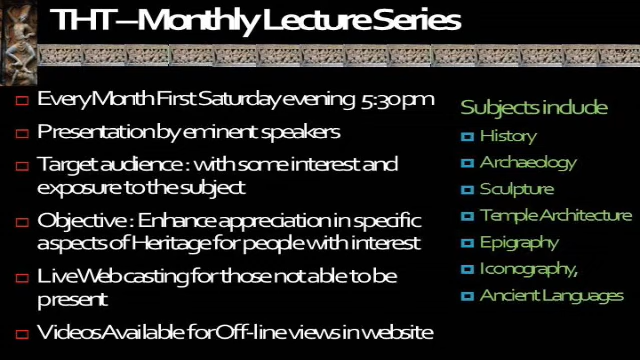 THT – Monthly Lecture Series
Every Month First Saturday evening 5:30 pm
Presentation by eminent speakers
Target audience : with some interest and
exposure to the subject
Objective : Enhance appreciation in specific
aspects of Heritage for people with interest
Live Web casting for those not able to be
present
Videos Available for Off-line views in website
Subjects include
History
Archaeology
Sculpture
Temple Architecture
Epigraphy
Iconography,
Ancient Languages